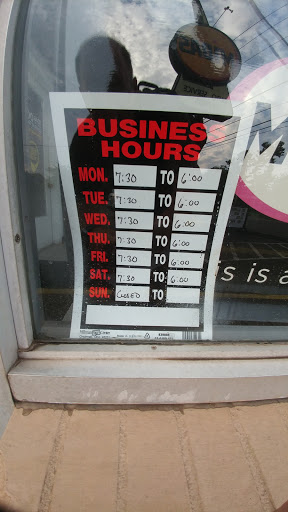 BUSINESS
HOURS
MON. 7:30 TO 6:00
TUE. 7:30 TO 6:00
WED. 7:30 TO 6:00
THU. 7:30 TO 6:00
FRI. 7:30 TO 6:00
SAT. 7:30 TO 6:00
SUN. CLOSED TO
is is a